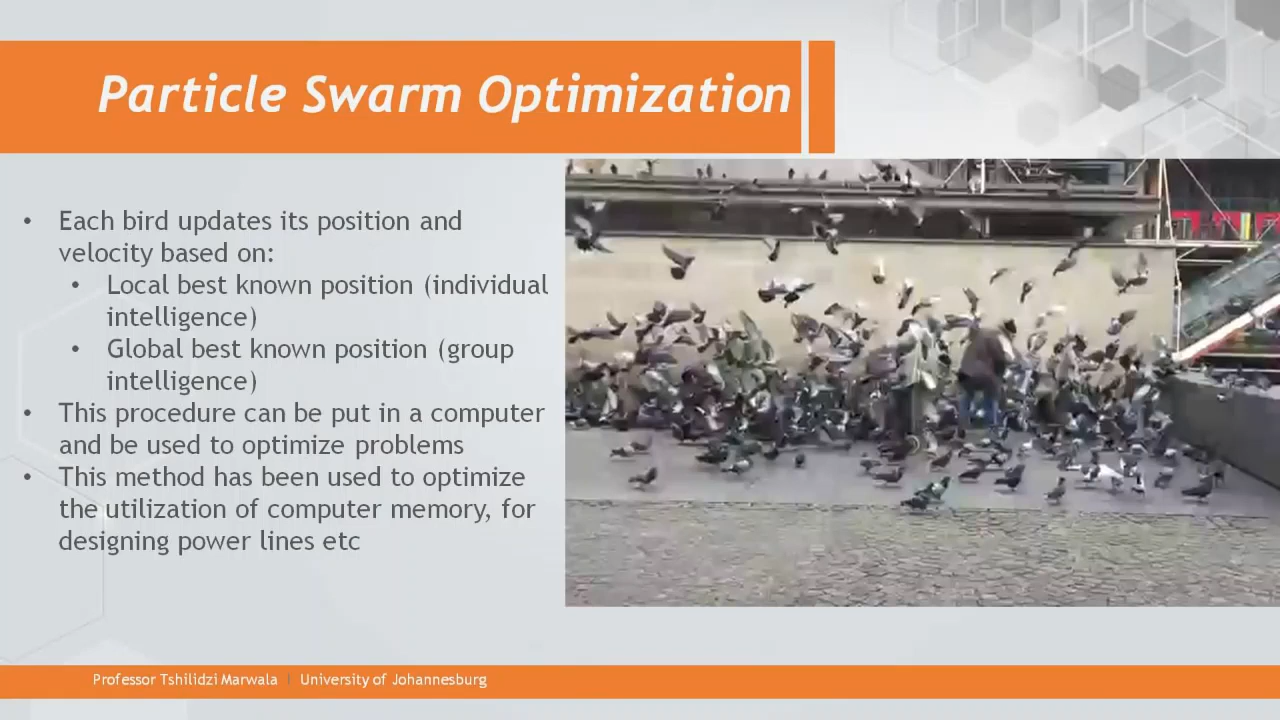 Particle Swarm Optimization
• Each bird updates its position and
velocity based on:
• Local best known position (individual
intelligence)
• Global best known position (group
intelligence)
• This procedure can be put in a computer
and be used to optimize problems
• This method has been used to optimize
the utilization of computer memory, for
designing power lines etc
Professor Tshilidzi Marwala | University of Johannesburg